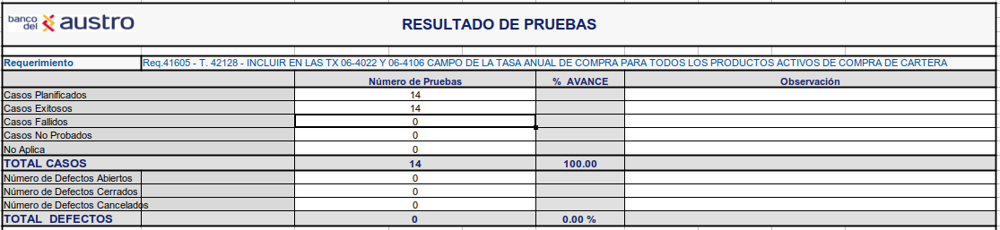 banco del austro
RESULTADO DE PRUEBAS
Requerimiento Req.41605 - T. 42128 - INCLUIR EN LAS TX 06-4022 Y 06-4106 CAMPO DE LA TASA ANUAL DE COMPRA PARA TODOS LOS PRODUCTOS ACTIVOS DE COMPRA DE CARTERA
Número de Pruebas % AVANCE Observación
Casos Planificados 14
Casos Exitosos 14
Casos Fallidos 0
Casos No Probados 0
No Aplica 0
TOTAL CASOS 14 100.00
Número de Defectos Abiertos 0
Número de Defectos Cerrados 0
Número de Defectos Cancelados 0
TOTAL DEFECTOS 0 0.00 %